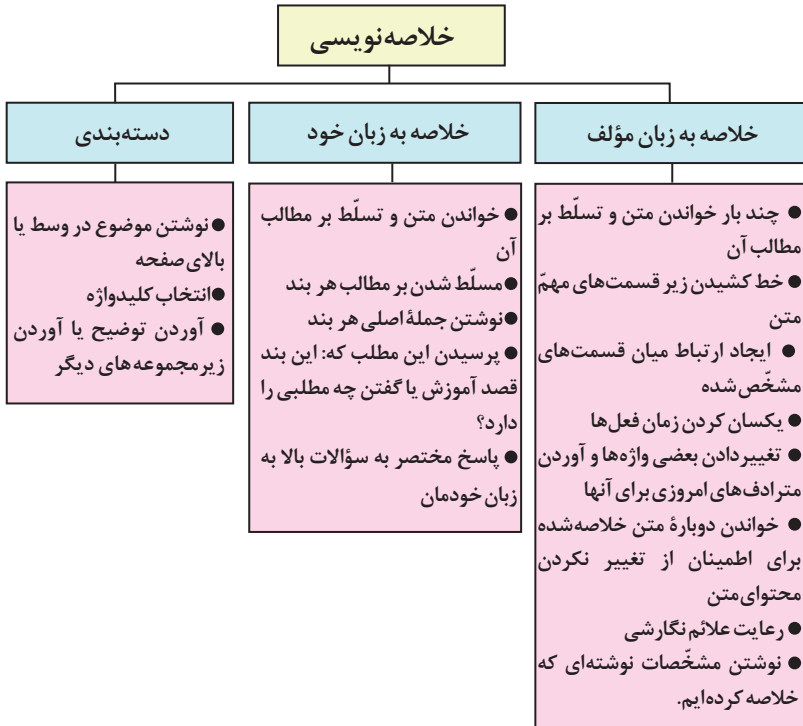 خلاصه‌نویسی
خلاصه به زبان مؤلف
● چند بار خواندن متن و تسلّط بر
مطالب آن
● خط کشیدن زیر قسمت‌های مهمّ
متن
● ایجاد ارتباط میان قسمت‌های
مشخّص‌شده
● یکسان کردن زمان فعل‌ها
● تغییردادن بعضی واژه‌ها و آوردن
مترادف‌های امروزی برای آنها
● خواندن دوبارهٔ متن خلاصه‌شده
برای اطمینان از تغییر نکردن
محتوای متن
● رعایت علائم نگارشی
● نوشتن مشخّصات نوشته‌ای که
خلاصه کرده‌ایم.
خلاصه به زبان خود
● خواندن متن و تسلّط بر مطالب
آن
● مسلّط شدن بر مطالب هر بند
● نوشتن جملهٔ اصلی هر بند
● پرسیدن این مطلب که: این بند
قصد آموزش یا گفتن چه مطلبی را
دارد؟
● پاسخ مختصر به سؤالات بالا به
زبان خودمان
دسته‌بندی
● نوشتن موضوع در وسط یا
بالای صفحه
● انتخاب کلیدواژه
● آوردن توضیح یا آوردن
زیرمجموعه‌های دیگر